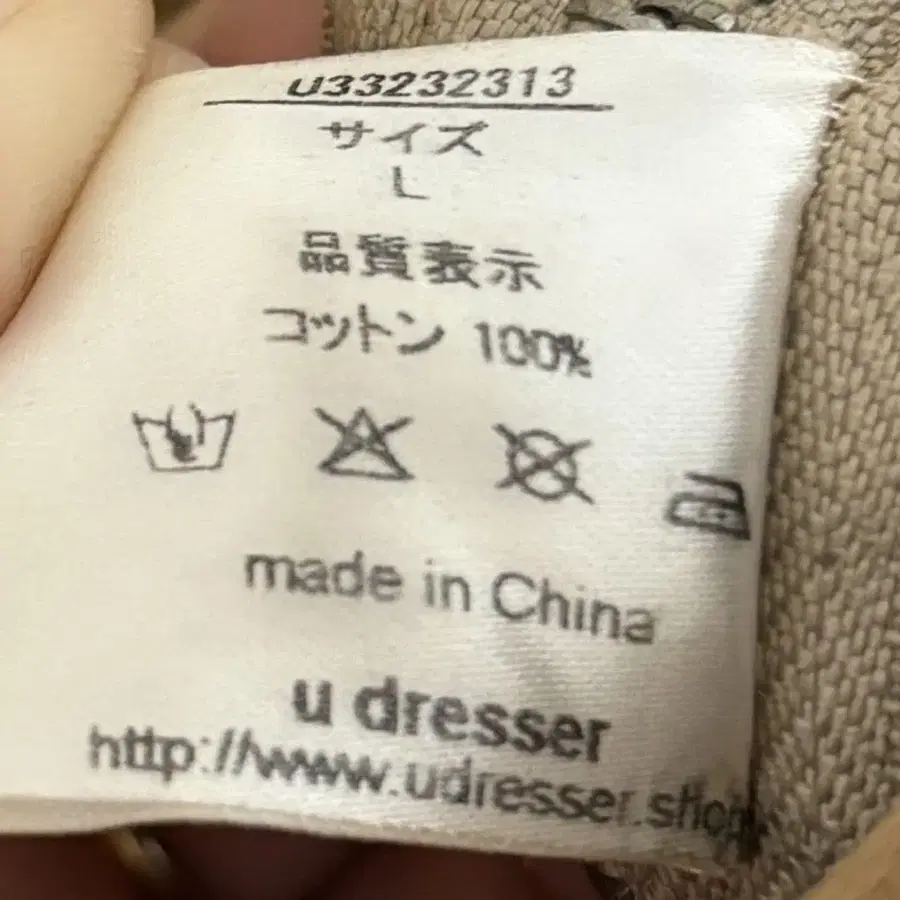 u33232313
サイズ
L
品質表示
コットン 100%
made in China
u dresser
http://www.udresser.shop